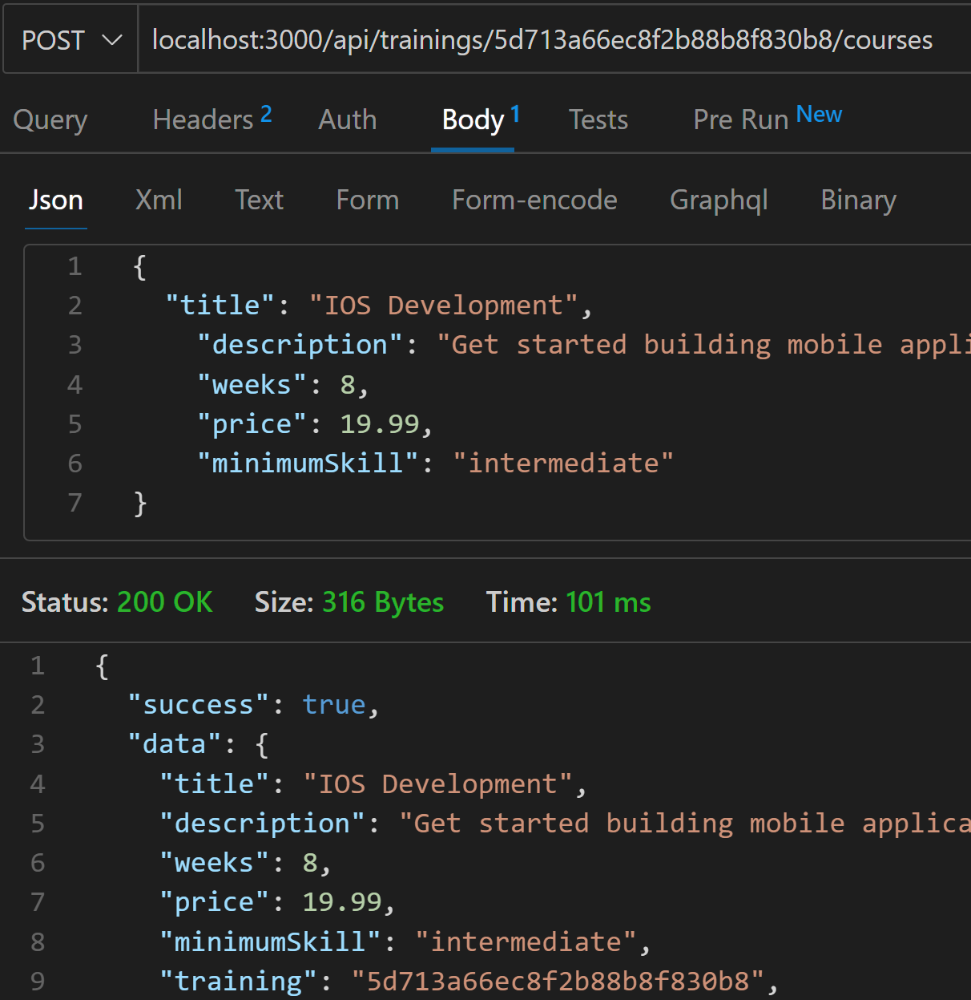 POST localhost:3000/api/trainings/5d713a66ec8f2b88b8f830b8/courses
Query Headers 2 Auth Body 1 Tests Pre Run New
Json Xml Text Form Form-encode Graphql Binary
1 {
2 "title": "IOS Development",
3 "description": "Get started building mobile appli
4 "weeks": 8,
5 "price": 19.99,
6 "minimumSkill": "intermediate"
7 }
Status: 200 OK Size: 316 Bytes Time: 101 ms
1 {
2 "success": true,
3 "data": {
4 "title": "IOS Development",
5 "description": "Get started building mobile applica
6 "weeks": 8,
7 "price": 19.99,
8 "minimumSkill": "intermediate",
9 "training": "5d713a66ec8f2b88b8f830b8",